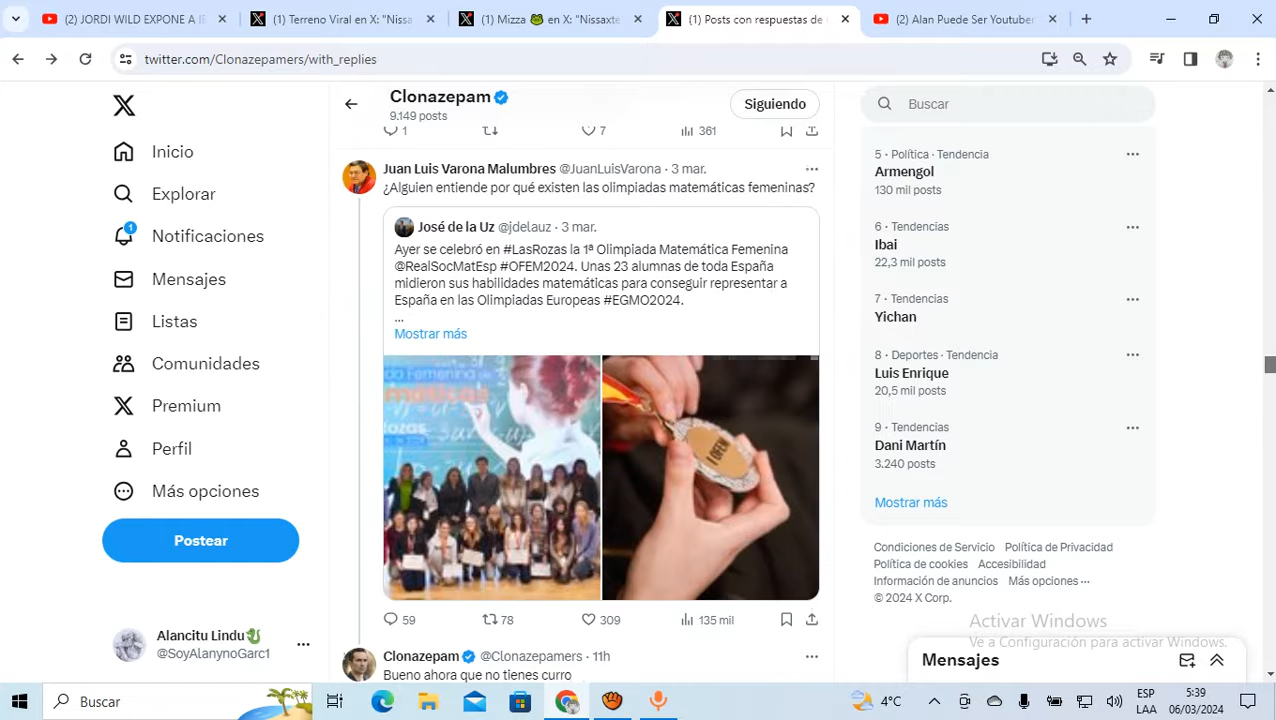 (2) JORDI WILD EXPONE A
(1) Terreno Viral en X: "Nissa
(1) Mizza 🐸 en X: "Nissaxte
(1) Posts con respuestas de
(2) Alan Puede Ser Youtuber
twitter.com/Clonazepamers/with_replies
Inicio
Explorar
1
Notificaciones
Mensajes
Listas
Comunidades
Premium
Perfil
Más opciones
Postear
Alancitu Lindu🐉
@SoyAlanynoGarc1
Clonazepam
9.149 posts
Siguiendo
1
7
361
Juan Luis Varona Malumbres @JuanLuisVarona · 3 mar.
¿Alguien entiende por qué existen las olimpiadas matemáticas femeninas?
José de la Uz @jdelauz · 3 mar.
Ayer se celebró en #LasRozas la 1ª Olimpiada Matemática Femenina
@RealSocMatEsp #OFEM2024. Unas 23 alumnas de toda España
midieron sus habilidades matemáticas para conseguir representar a
España en las Olimpiadas Europeas #EGMO2024.
...
Mostrar más
59
78
309
135 mil
Clonazepam @Clonazepamers · 11h
Bueno ahora que no tienes curro
Buscar
5 · Política · Tendencia
Armengol
130 mil posts
6 · Tendencias
Ibai
22,3 mil posts
7 · Tendencias
Yichan
8 · Deportes · Tendencia
Luis Enrique
20,5 mil posts
9 · Tendencias
Dani Martín
3.240 posts
Mostrar más
Condiciones de Servicio Política de Privacidad
Política de cookies Accesibilidad
Información de anuncios Más opciones ···
© 2024 X Corp.
Activar Windows
Ve a Configuración para activar Windows.
Mensajes
Buscar
4°C
ESP
LAA
5:39
06/03/2024